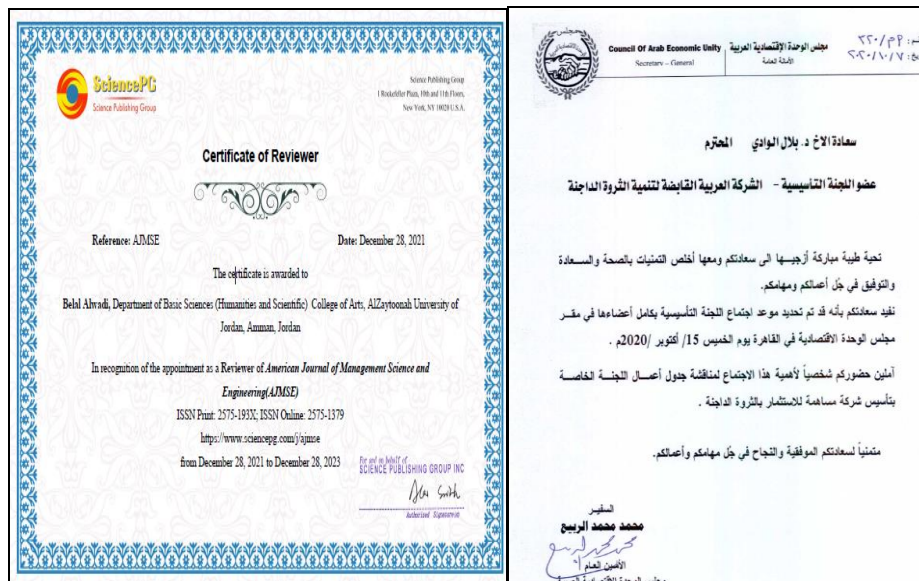 SciencePG
Science Publishing Group
Science Publishing Group
1 Rockefeller Plaza, 10th and 11th Floors,
New York, NY 10020 U.S.A.
Certificate of Reviewer
Reference: AJMSE
Date: December 28, 2021
The certificate is awarded to
Belal Alwadi, Department of Basic Sciences (Humanities and Scientific) College of Arts, AlZaytoonah University of
Jordan, Amman, Jordan
In recognition of the appointment as a Reviewer of American Journal of Management Science and
Engineering(AJMSE)
ISSN Print: 2575-193X; ISSN Online: 2575-1379
https://www.sciencepg.com/j/ajmse
from December 28, 2021 to December 28, 2023
For and on behalf of
SCIENCE PUBLISHING GROUP INC
Authorized Signature(s)
Council Of Arab Economic Unity
Secretary – General
مجلس الوحدة الإقتصادية العربية
الأمانة العامة
سعادة الاخ د. بلال الوادي المحترم
عضو اللجنة التأسيسية - الشركة العربية القابضة لتنمية الثروة الداجنة
تحية طيبة مباركة أزجيها الى سعادتكم ومعها أخلص التمنيات بالصحة والسعادة
والتوفيق في جُل أعمالكم ومهامكم.
نفيد سعادتكم بأنه قد تم تحديد موعد اجتماع اللجنة التأسيسية بكامل أعضاءها في مقر
مجلس الوحدة الاقتصادية في القاهرة يوم الخميس 15/ أكتوبر /2020م .
آملين حضوركم شخصياً لأهمية هذا الاجتماع لمناقشة جدول أعمال اللجنة الخاصة
بتأسيس شركة مساهمة للاستثمار بالثروة الداجنة .
متمنياً لسعادتكم الموفقية والنجاح في جُل مهامكم وأعمالكم.
السفير
محمد محمد الربيع
الأمين العام
مجلس الوحدة الاقتصادية